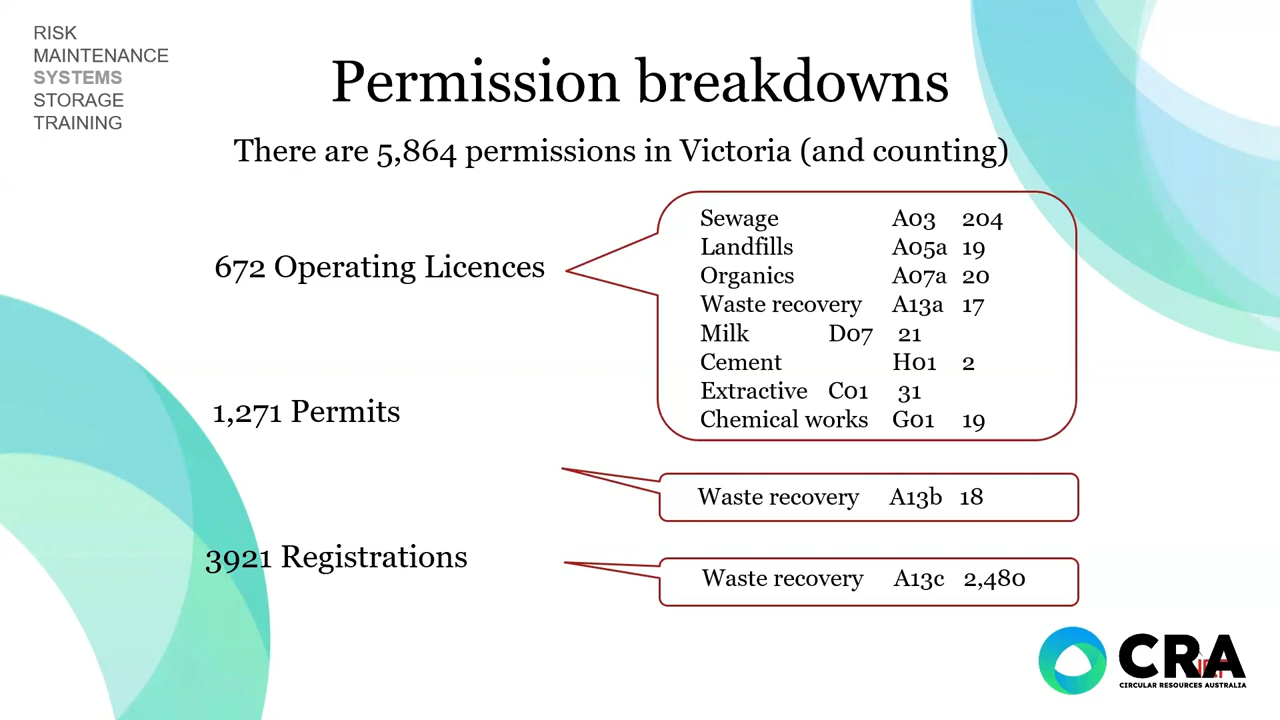 RISK
MAINTENANCE
SYSTEMS
STORAGE
TRAINING
Permission breakdowns
There are 5,864 permissions in Victoria (and counting)
672 Operating Licences
Sewage A03 204
Landfills A05a 19
Organics A07a 20
Waste recovery A13a 17
Milk D07 21
Cement H01 2
Extractive C01 31
Chemical works G01 19
1,271 Permits
Waste recovery A13b 18
3921 Registrations
Waste recovery A13c 2,480
CRA
CIRCULAR RESOURCES AUSTRALIA